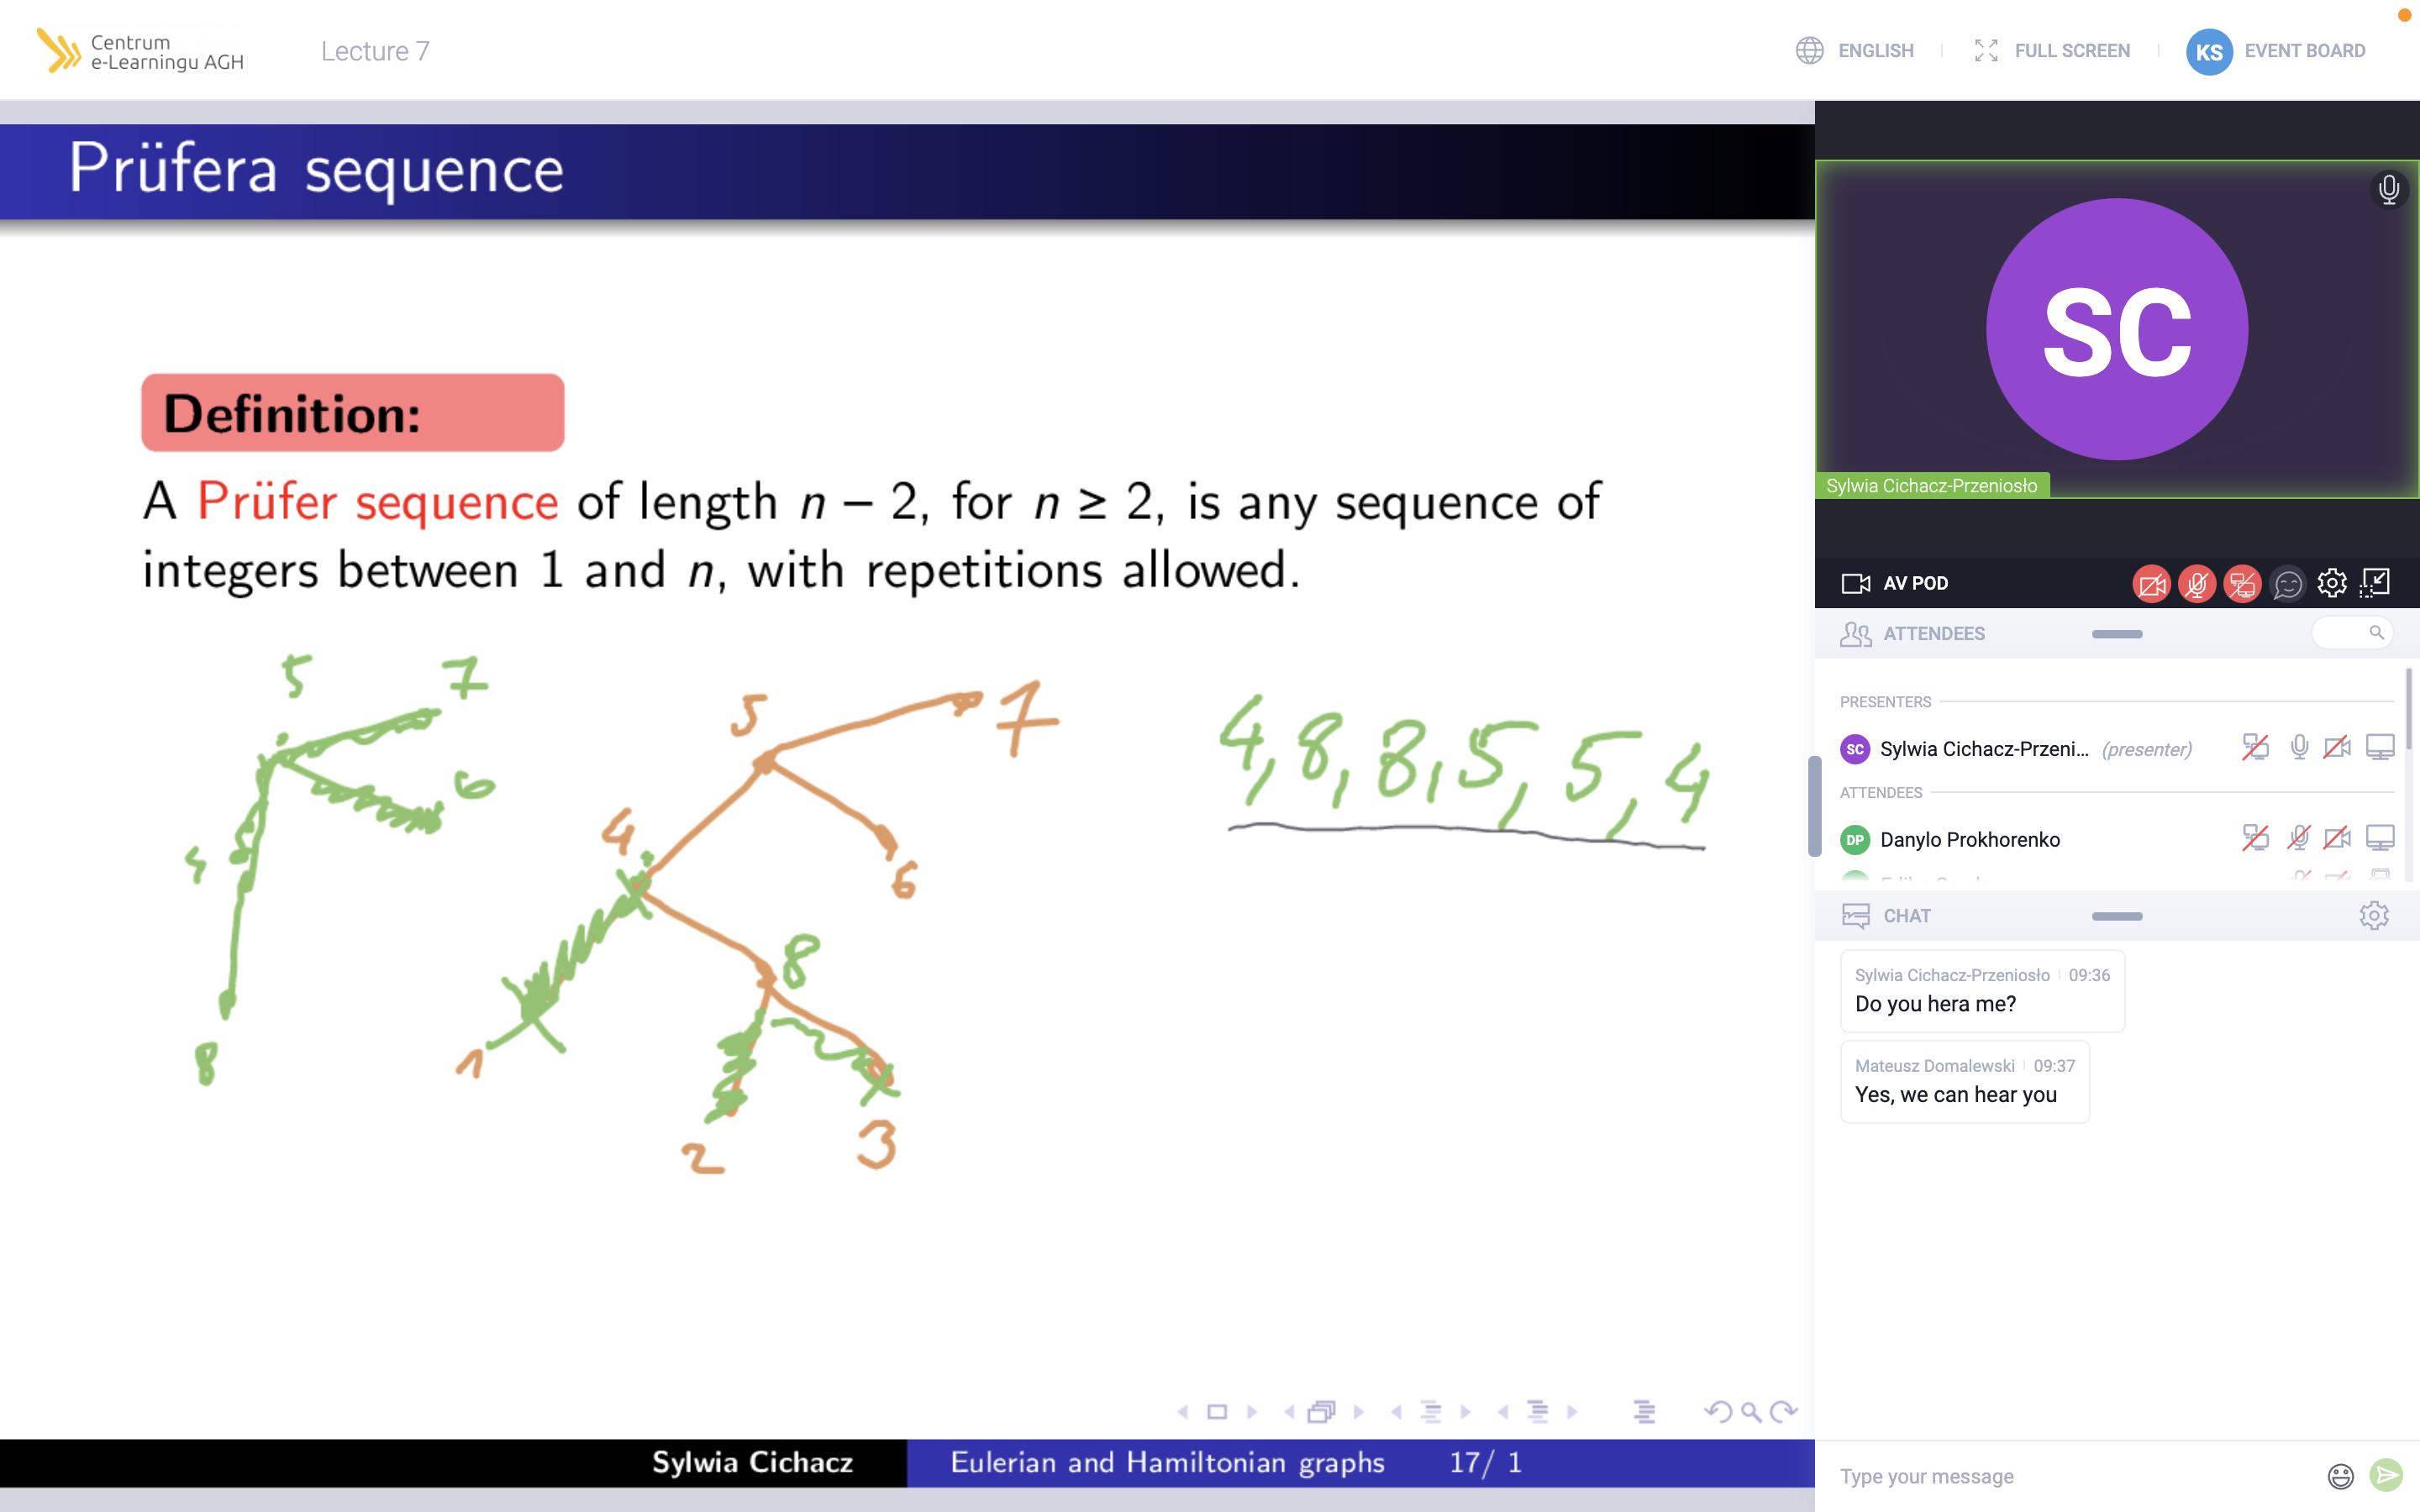 Centrum
e-Learningu AGH
Lecture 7
ENGLISH
FULL SCREEN
KS
EVENT BOARD
Prüfera sequence
Definition:
A Prüfer sequence of length n − 2, for n ≥ 2, is any sequence of
integers between 1 and n, with repetitions allowed.
5
7
6
4
8
5
7
4
6
8
1
2
3
4, 8, 8, 5, 5, 4
Sylwia Cichacz
Eulerian and Hamiltonian graphs
17/ 1
SC
Sylwia Cichacz-Przeniosło
AV POD
ATTENDEES
PRESENTERS
SC
Sylwia Cichacz-Przeni...
(presenter)
ATTENDEES
DP
Danylo Prokhorenko
CHAT
Sylwia Cichacz-Przeniosło
09:36
Do you hera me?
Mateusz Domalewski
09:37
Yes, we can hear you
Type your message